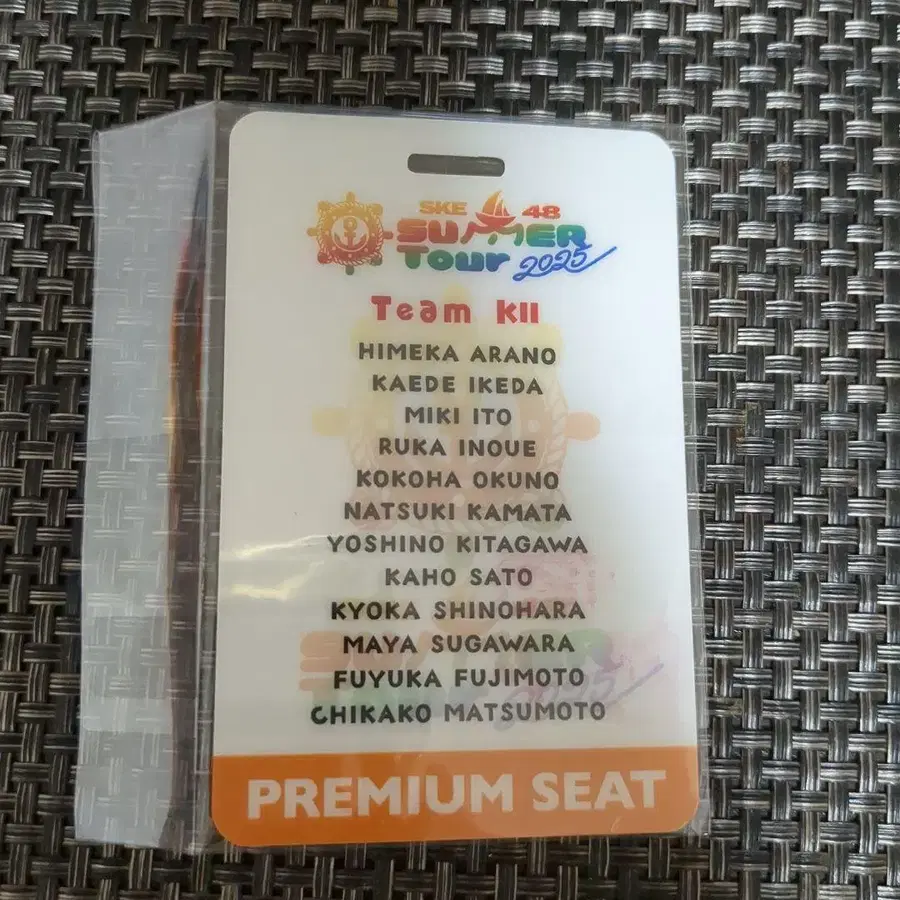 SKE 48
SUMMER
Tour 2025
Team KII
HIMEKA ARANO
KAEDE IKEDA
MIKI ITO
RUKA INOUE
KOKOHA OKUNO
NATSUKI KAMATA
YOSHINO KITAGAWA
KAHO SATO
KYOKA SHINOHARA
MAYA SUGAWARA
FUYUKA FUJIMOTO
CHIKAKO MATSUMOTO
PREMIUM SEAT